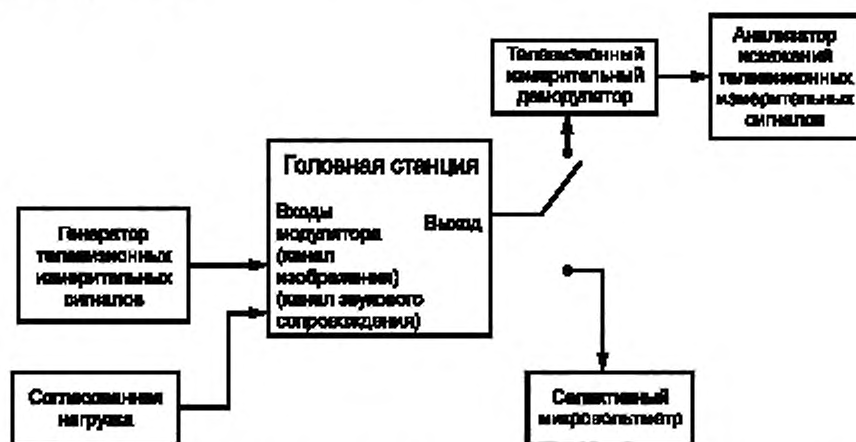 Телевизионный
измерительный
демодулятор
Анализатор
искажений
телевизионных
измерительных
сигналов
Головная станция
Входы
модулятора
(канал
изображения)
(канал звукового
сопровождения)
Выход
Генератор
телевизионных
измерительных
сигналов
Согласованная
нагрузка
Селективный
микровольтметр